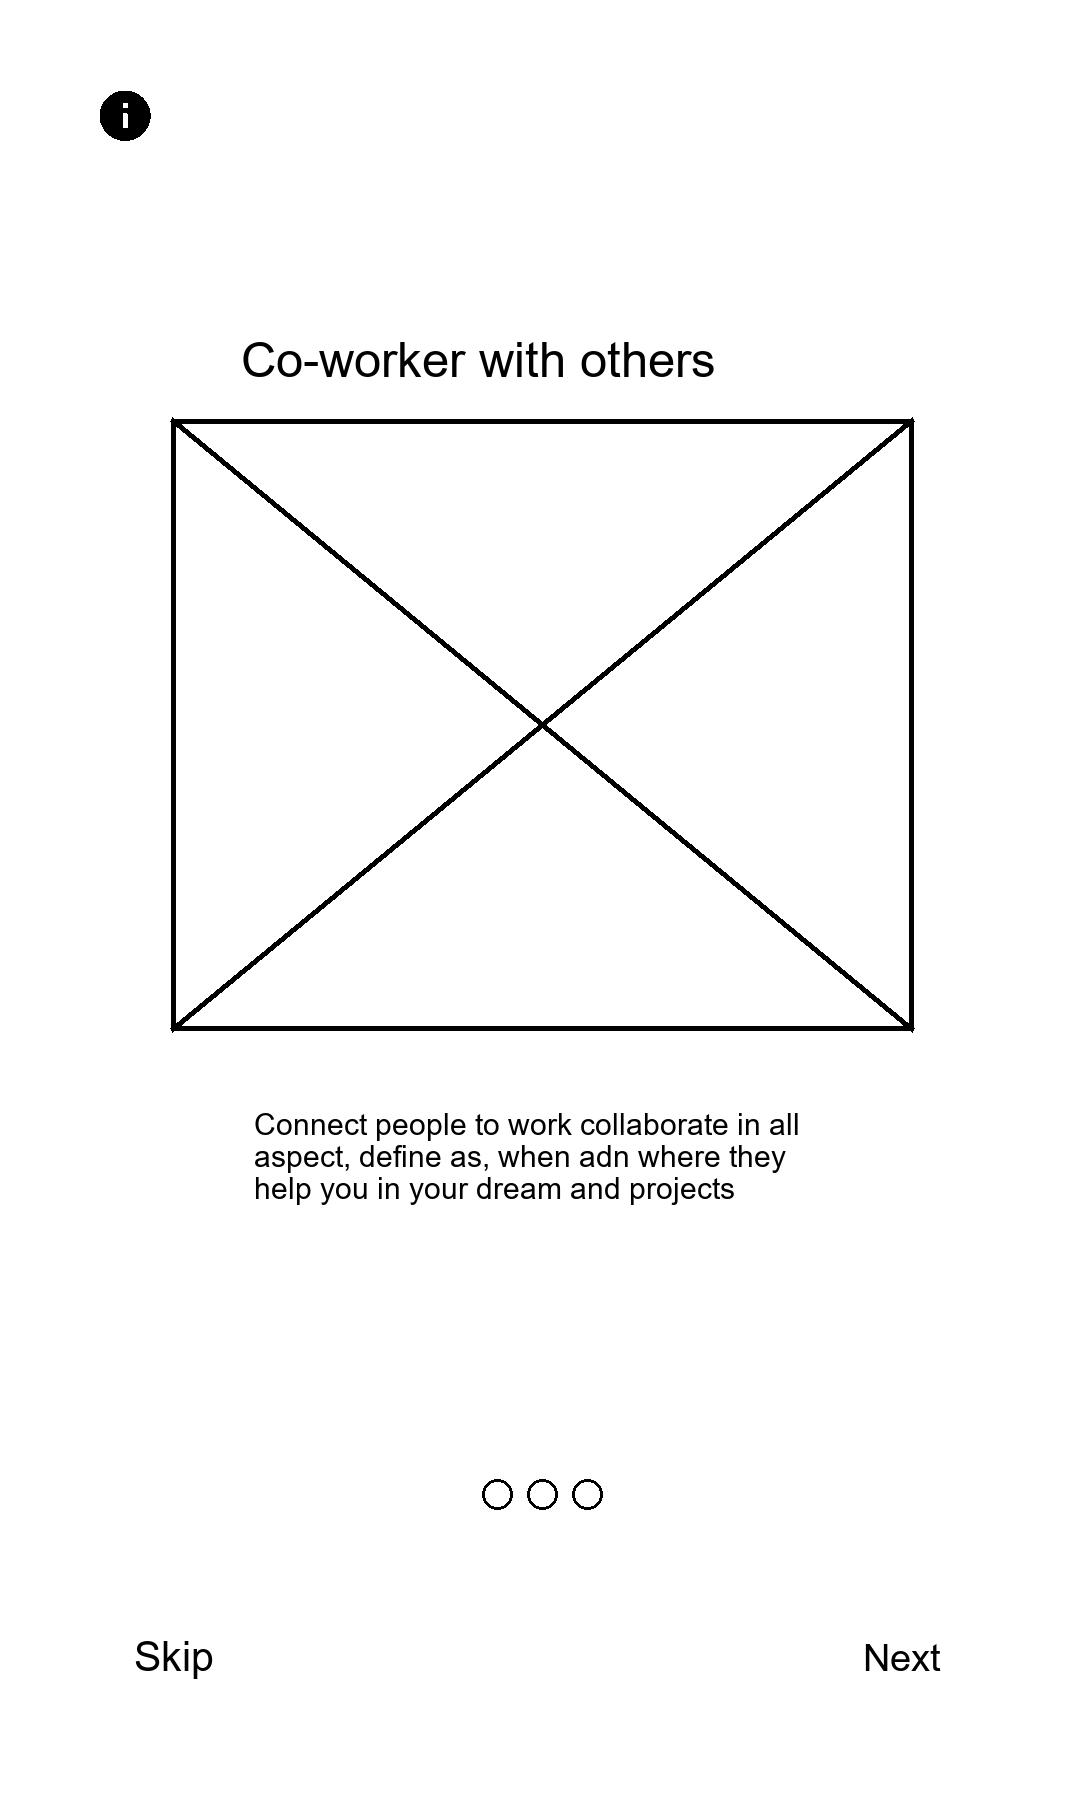 i
Co-worker with others
Connect people to work collaborate in all
aspect, define as, when adn where they
help you in your dream and projects
Skip
Next